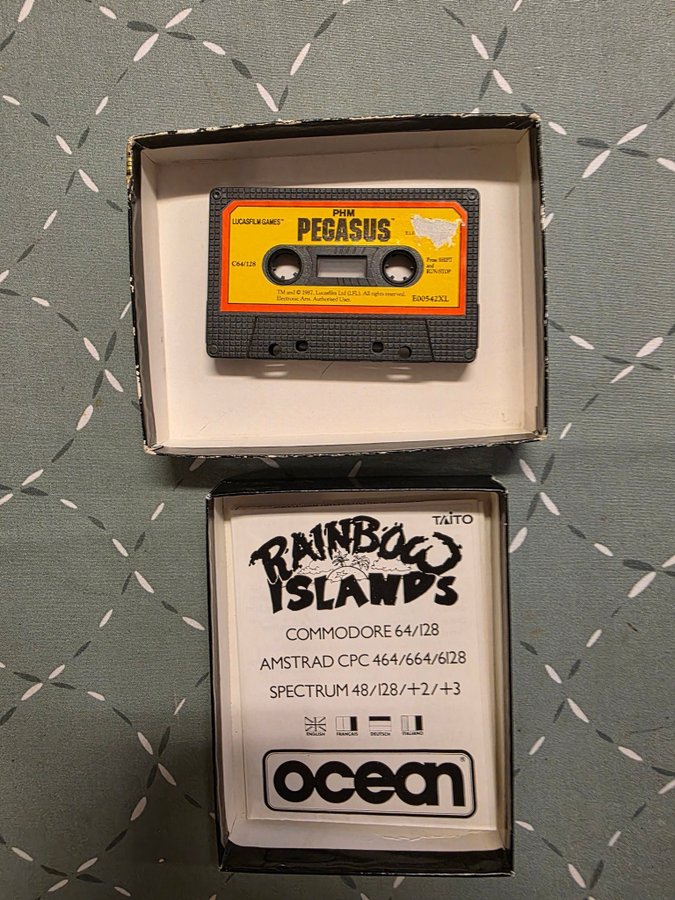 PHM
LUCASFILM GAMES™
PEGASUS™
C64/128
Press SHIFT
and
RUN/STOP
TM and © 1987. Lucasfilm Ltd (LFL). All rights reserved.
Electronic Arts. Authorised User.
E00542XL
TAITO
RAINBOW
ISLANDS
COMMODORE 64/128
AMSTRAD CPC 464/664/6128
SPECTRUM 48/128/+2/+3
ENGLISH FRANÇAIS DEUTSCH ITALIANO
ocean®